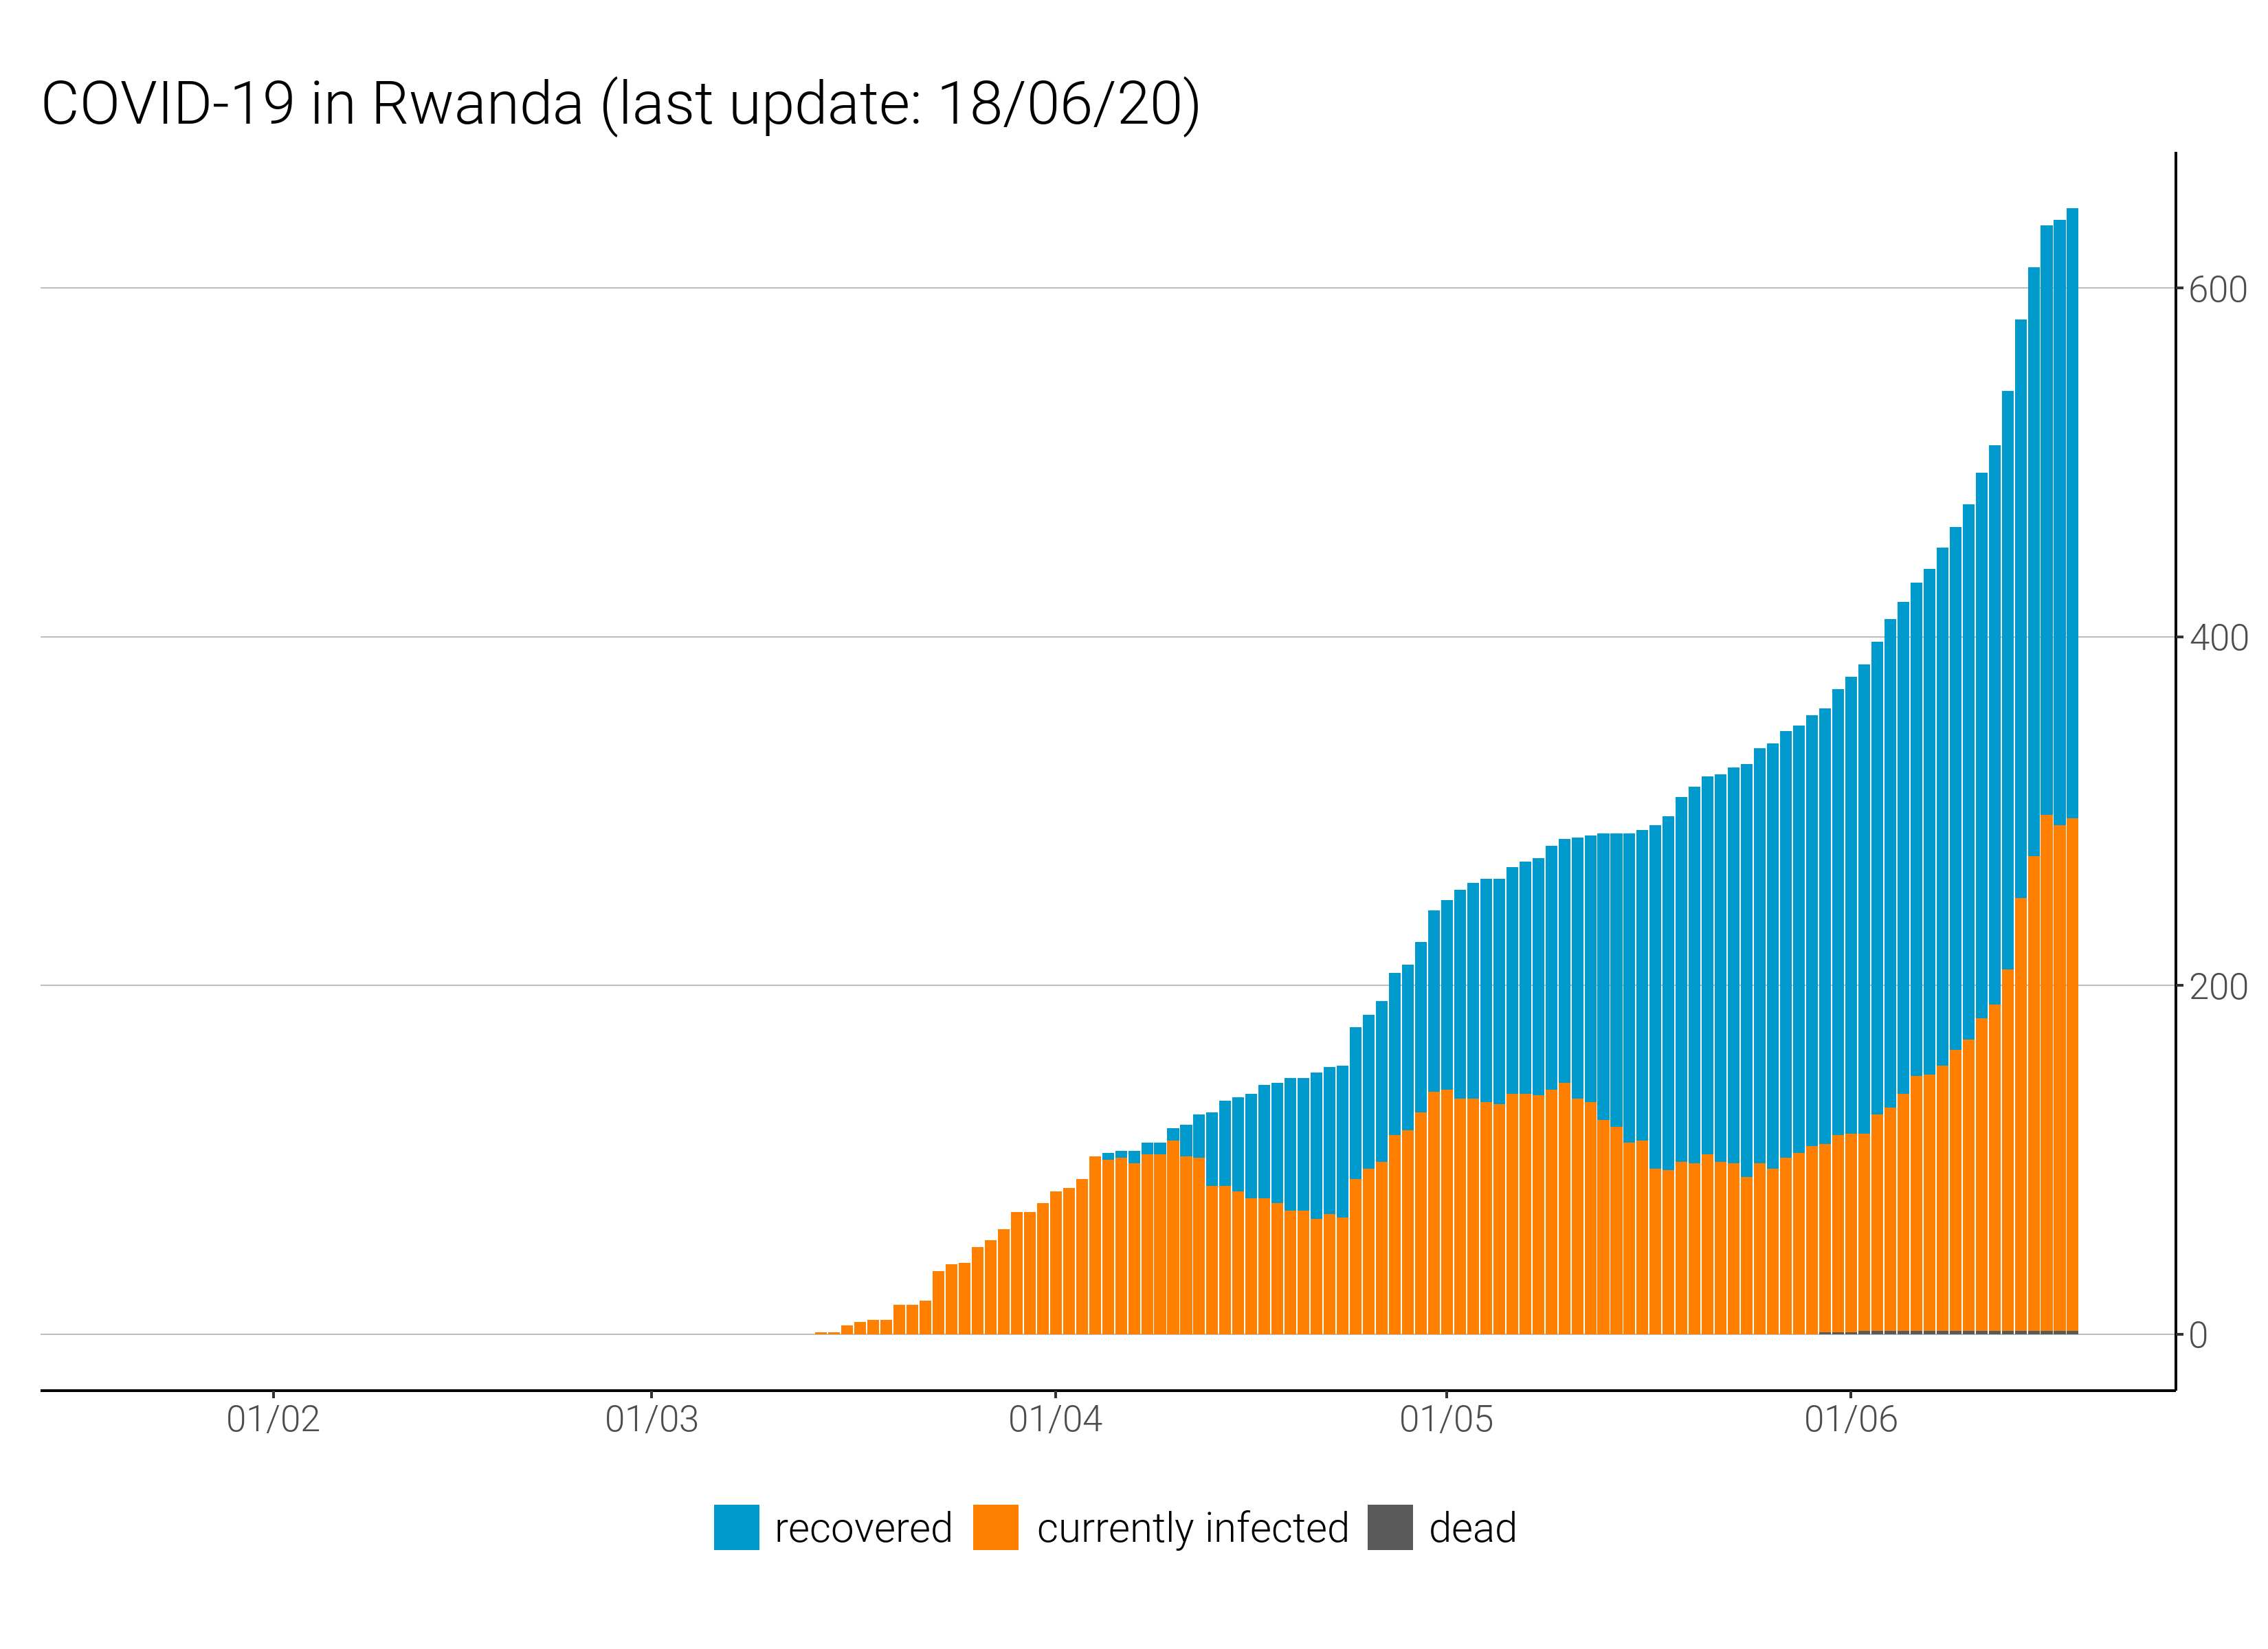 COVID-19 in Rwanda (last update: 18/06/20)
600
400
200
0
01/02 01/03 01/04 01/05 01/06
recovered currently infected dead